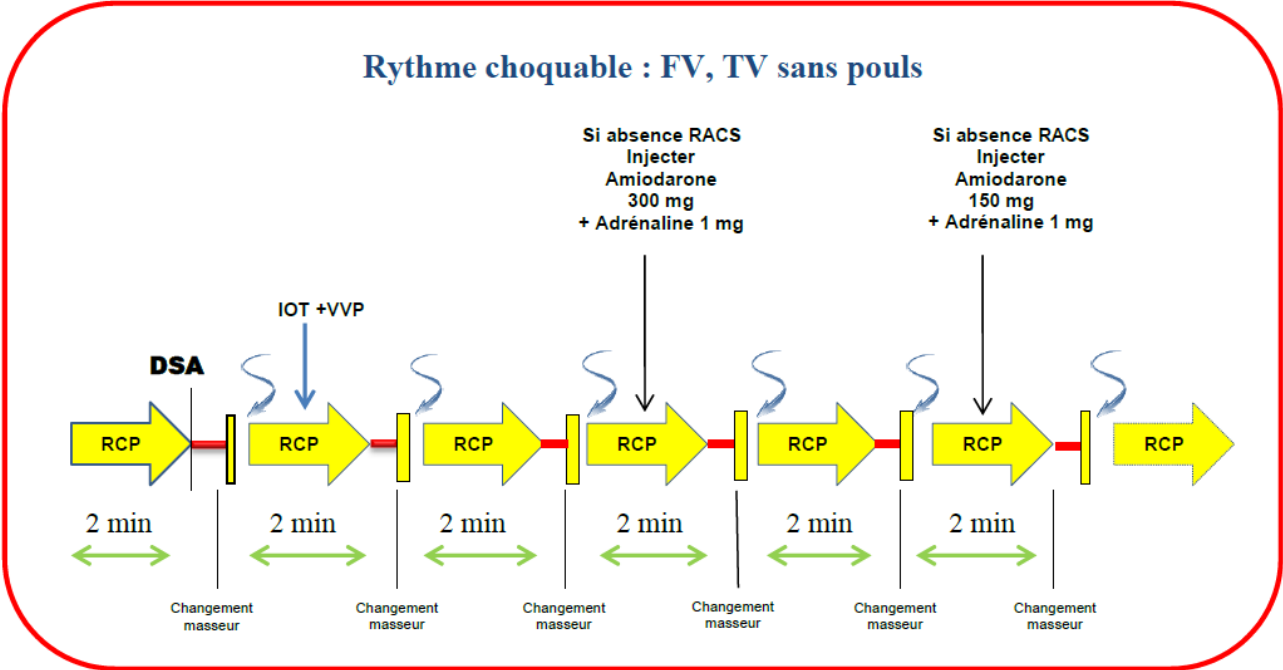 Rythme choquable : FV, TV sans pouls
Si absence RACS
Injecter
Amiodarone
300 mg
+ Adrénaline 1 mg
Si absence RACS
Injecter
Amiodarone
150 mg
+ Adrénaline 1 mg
IOT +VVP
DSA
RCP
RCP
RCP
RCP
RCP
RCP
RCP
2 min
2 min
2 min
2 min
2 min
2 min
Changement
masseur
Changement
masseur
Changement
masseur
Changement
masseur
Changement
masseur
Changement
masseur